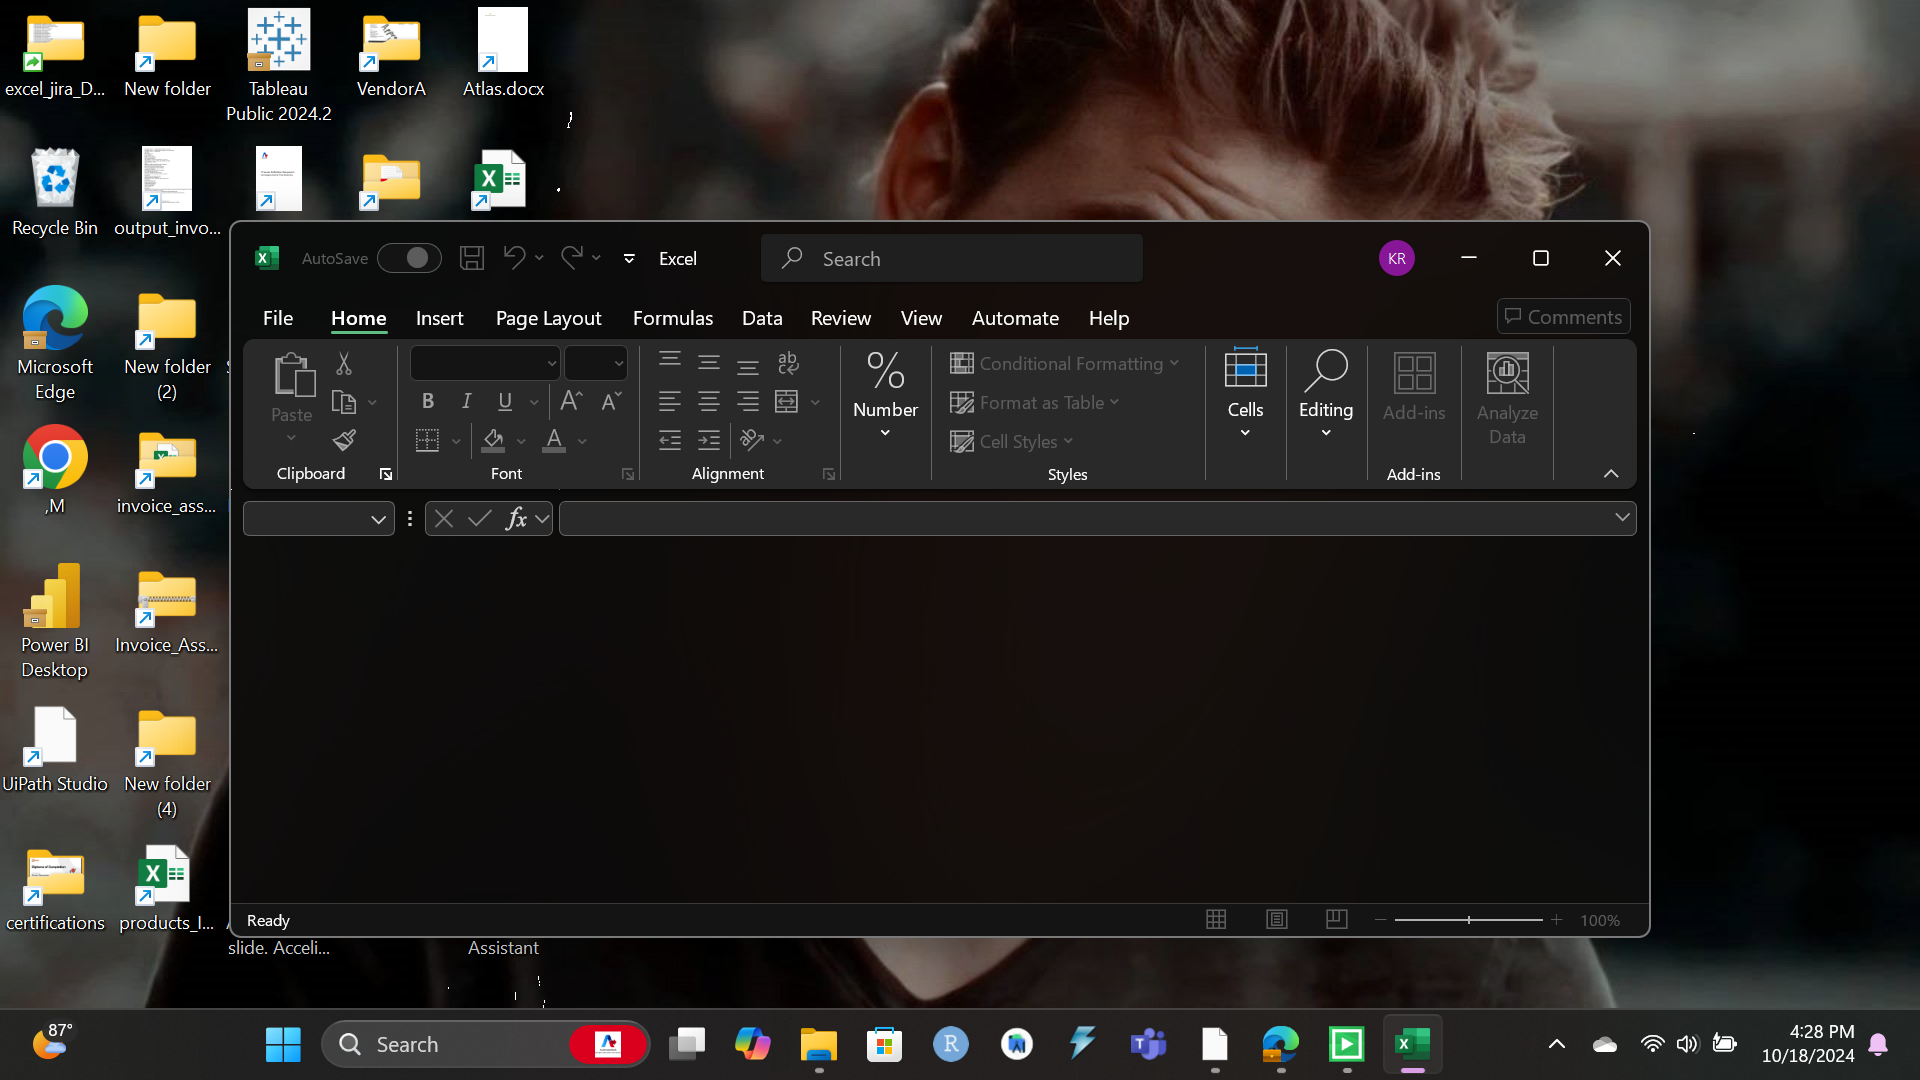 excel_jira_D...
New folder
Tableau
Public 2024.2
VendorA
Atlas.docx
Recycle Bin
output_invo...
AutoSave
Excel
Search
KR
File
Home
Insert
Page Layout
Formulas
Data
Review
View
Automate
Help
Comments
Microsoft
Edge
New folder
(2)
Paste
Clipboard
B
I
U
A
A
A
Font
ab
Alignment
%
Number
Conditional Formatting
Format as Table
Cell Styles
Styles
Cells
Editing
Add-ins
Add-ins
Analyze
Data
fx
,M
invoice_ass...
Power BI
Desktop
Invoice_Ass...
UiPath Studio
New folder
(4)
certifications
products_I...
Ready
100%
slide. Acceli...
Assistant
87°
Search
4:28 PM
10/18/2024